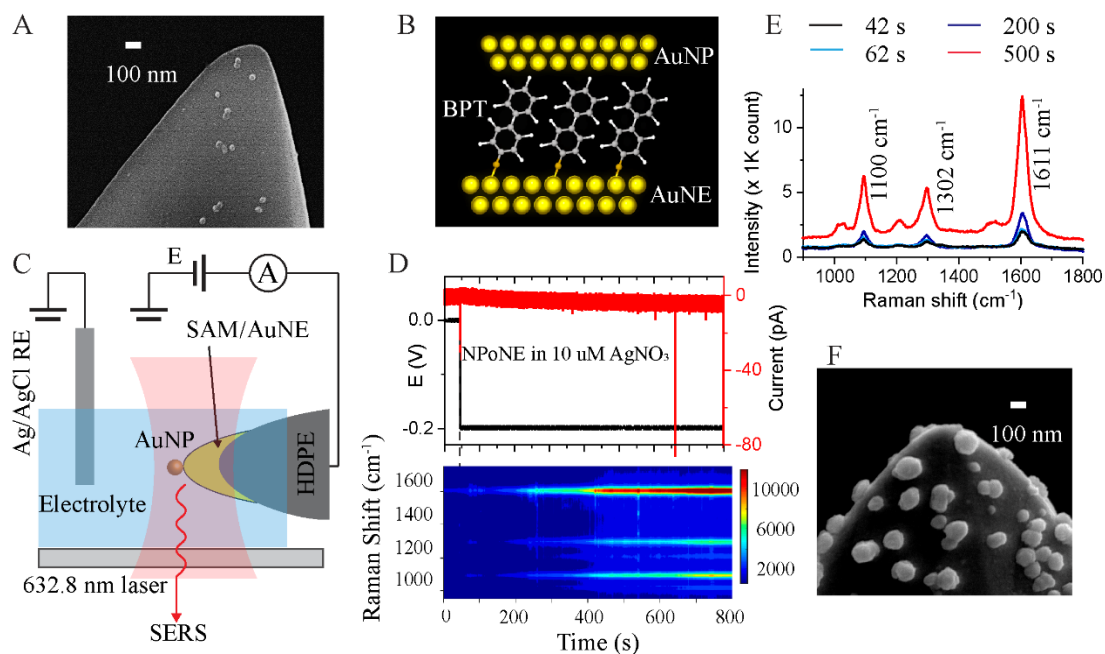 A
100 nm
B
AuNP
BPT
AuNE
E
42 s
200 s
62 s
500 s
Intensity (x 1K count)
10
5
0
1100 cm⁻¹
1302 cm⁻¹
1611 cm⁻¹
1000
1200
1400
1600
1800
Raman shift (cm⁻¹)
C
Ag/AgCl RE
E
A
SAM/AuNE
AuNP
HDPE
Electrolyte
632.8 nm laser
SERS
D
E (V)
0.0
-0.2
NPoNE in 10 uM AgNO₃
0
-40
-80
Current (pA)
Raman Shift (cm⁻¹)
1600
1400
1200
1000
10000
6000
2000
0
200
400
600
800
Time (s)
F
100 nm